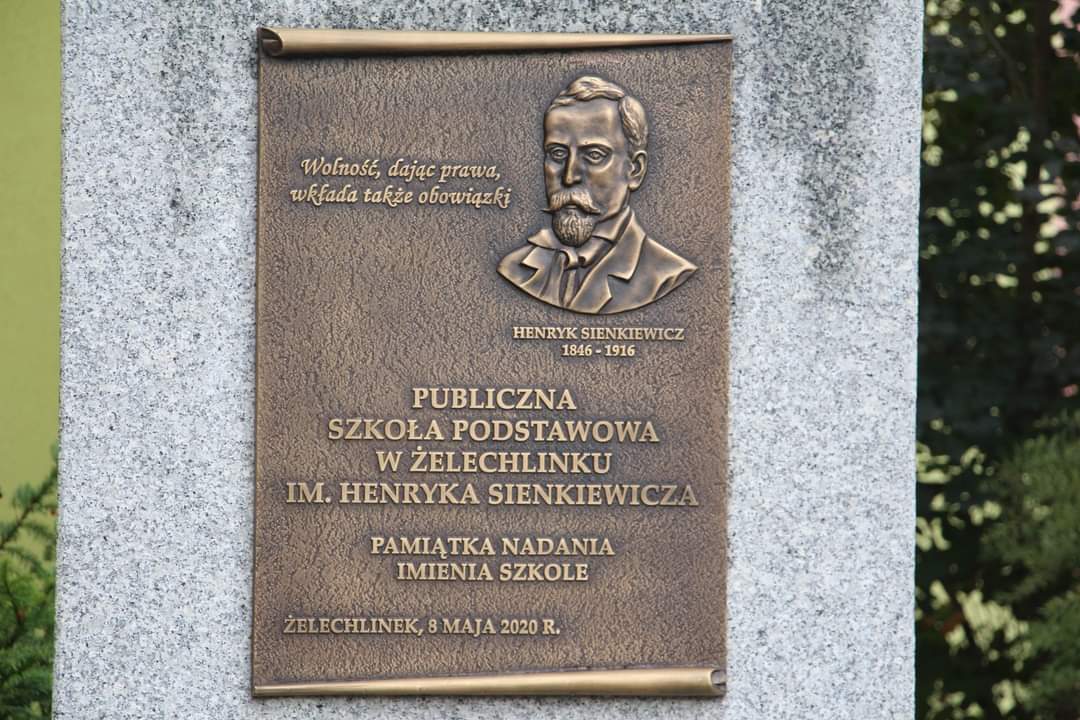 Wolność, dając prawa,
wkłada także obowiązki
HENRYK SIENKIEWICZ
1846 - 1916
PUBLICZNA
SZKOŁA PODSTAWOWA
W ŻELECHLINKU
IM. HENRYKA SIENKIEWICZA
PAMIĄTKA NADANIA
IMIENIA SZKOLE
ŻELECHLINEK, 8 MAJA 2020 R.